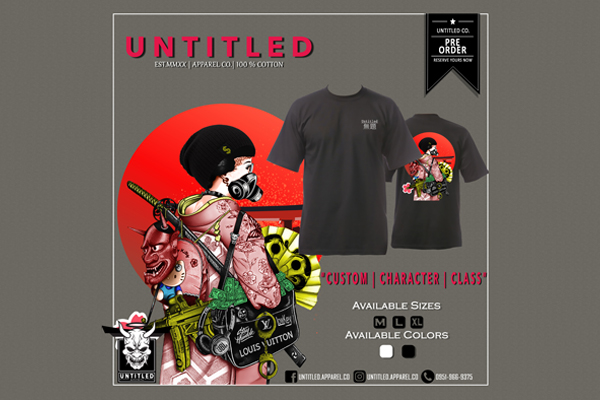 UNTITLED
EST.MMXX | APPAREL CO.| 100 % COTTON
UNTITLED CO.
PRE
ORDER
RESERVE YOURS NOW
"CUSTOM | CHARACTER | CLASS"
AVAILABLE SIZES
M L XL
AVAILABLE COLORS
LOUIS VUITTON
UNTITLED
UNTITLED.APPAREL.CO
UNTITLED.APPAREL.CO
0951-966-9375